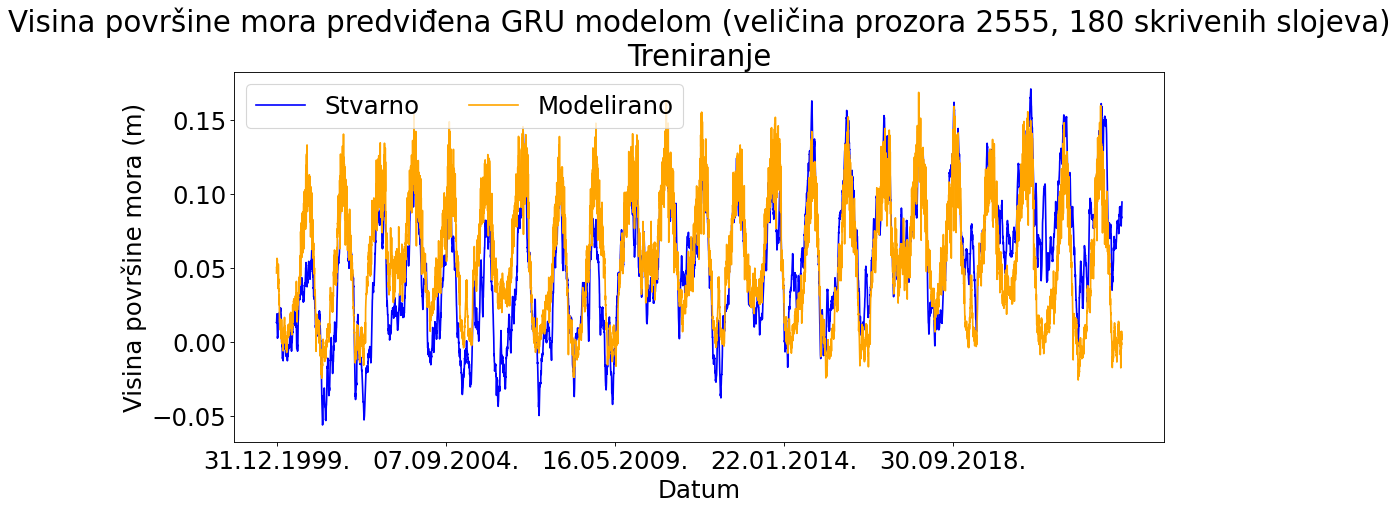 Visina površine mora predviđena GRU modelom (veličina prozora 2555, 180 skrivenih slojeva)
Treniranje
Stvarno Modelirano
Visina površine mora (m)
0.15
0.10
0.05
0.00
−0.05
31.12.1999. 07.09.2004. 16.05.2009. 22.01.2014. 30.09.2018.
Datum